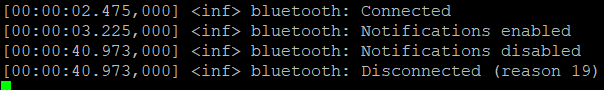 [00:00:02.475,000] <inf> bluetooth: Connected
[00:00:03.225,000] <inf> bluetooth: Notifications enabled
[00:00:40.973,000] <inf> bluetooth: Notifications disabled
[00:00:40.973,000] <inf> bluetooth: Disconnected (reason 19)